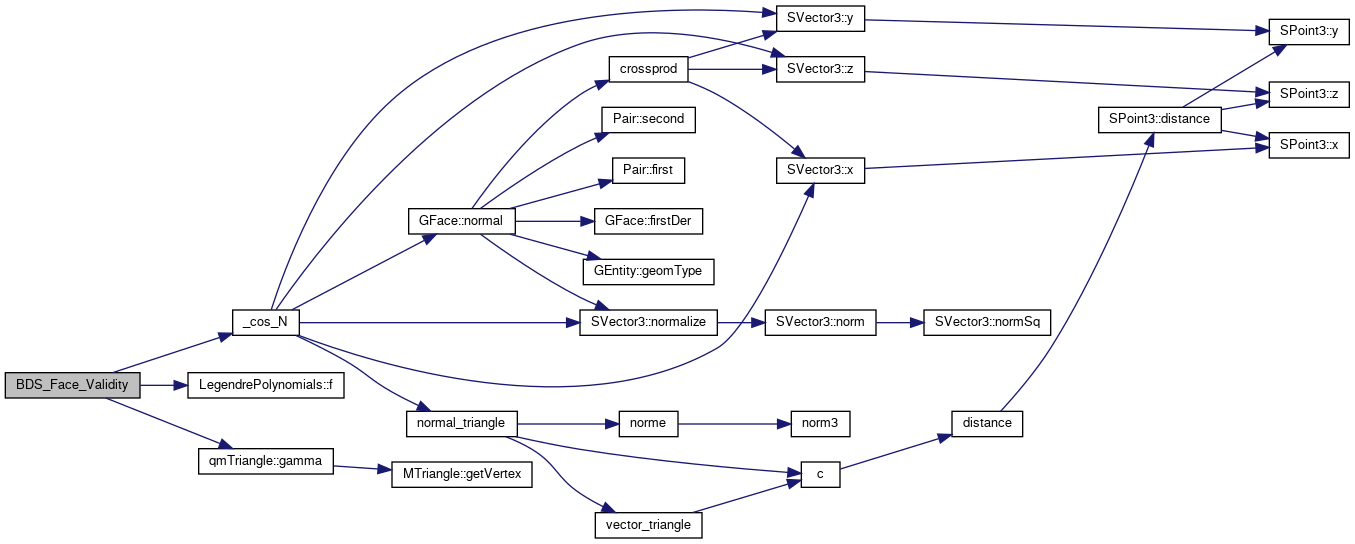 BDS_Face_Validity
_cos_N
LegendrePolynomials::f
qmTriangle::gamma
GFace::normal
normal_triangle
MTriangle::getVertex
crossprod
Pair::second
Pair::first
GFace::firstDer
GEntity::geomType
SVector3::normalize
norme
vector_triangle
SVector3::y
SVector3::z
SVector3::x
SVector3::norm
norm3
c
SVector3::normSq
distance
SPoint3::distance
SPoint3::y
SPoint3::z
SPoint3::x